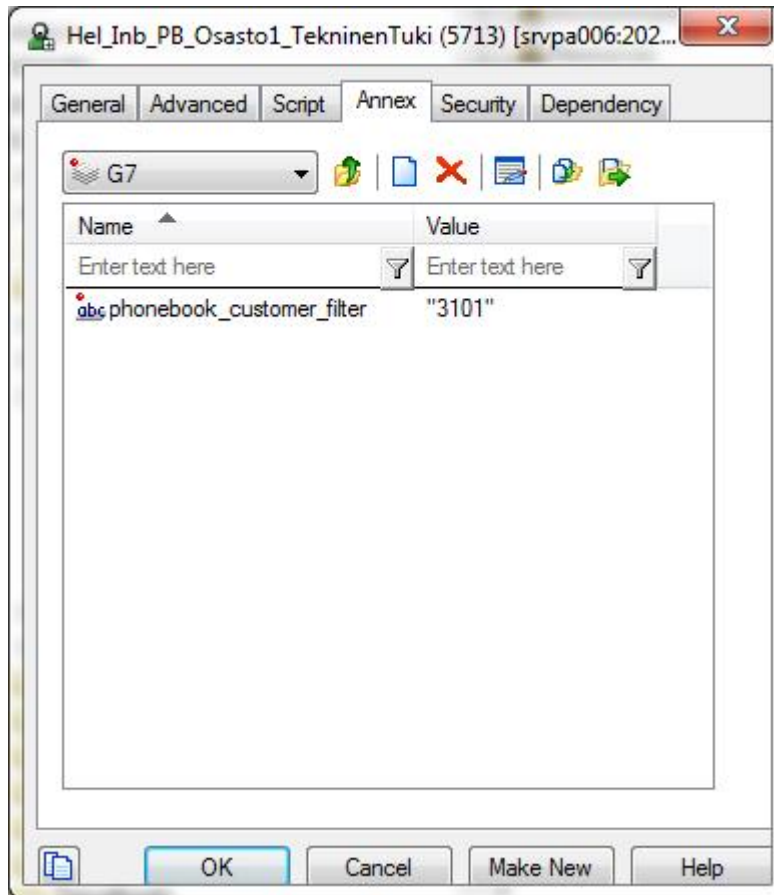 Hel_Inb_PB_Osasto1_TekninenTuki (5713) [srvpa006:202...
General Advanced Script Annex Security Dependency
G7
Name Value
Enter text here Enter text here
abc phonebook_customer_filter "3101"
OK Cancel Make New Help